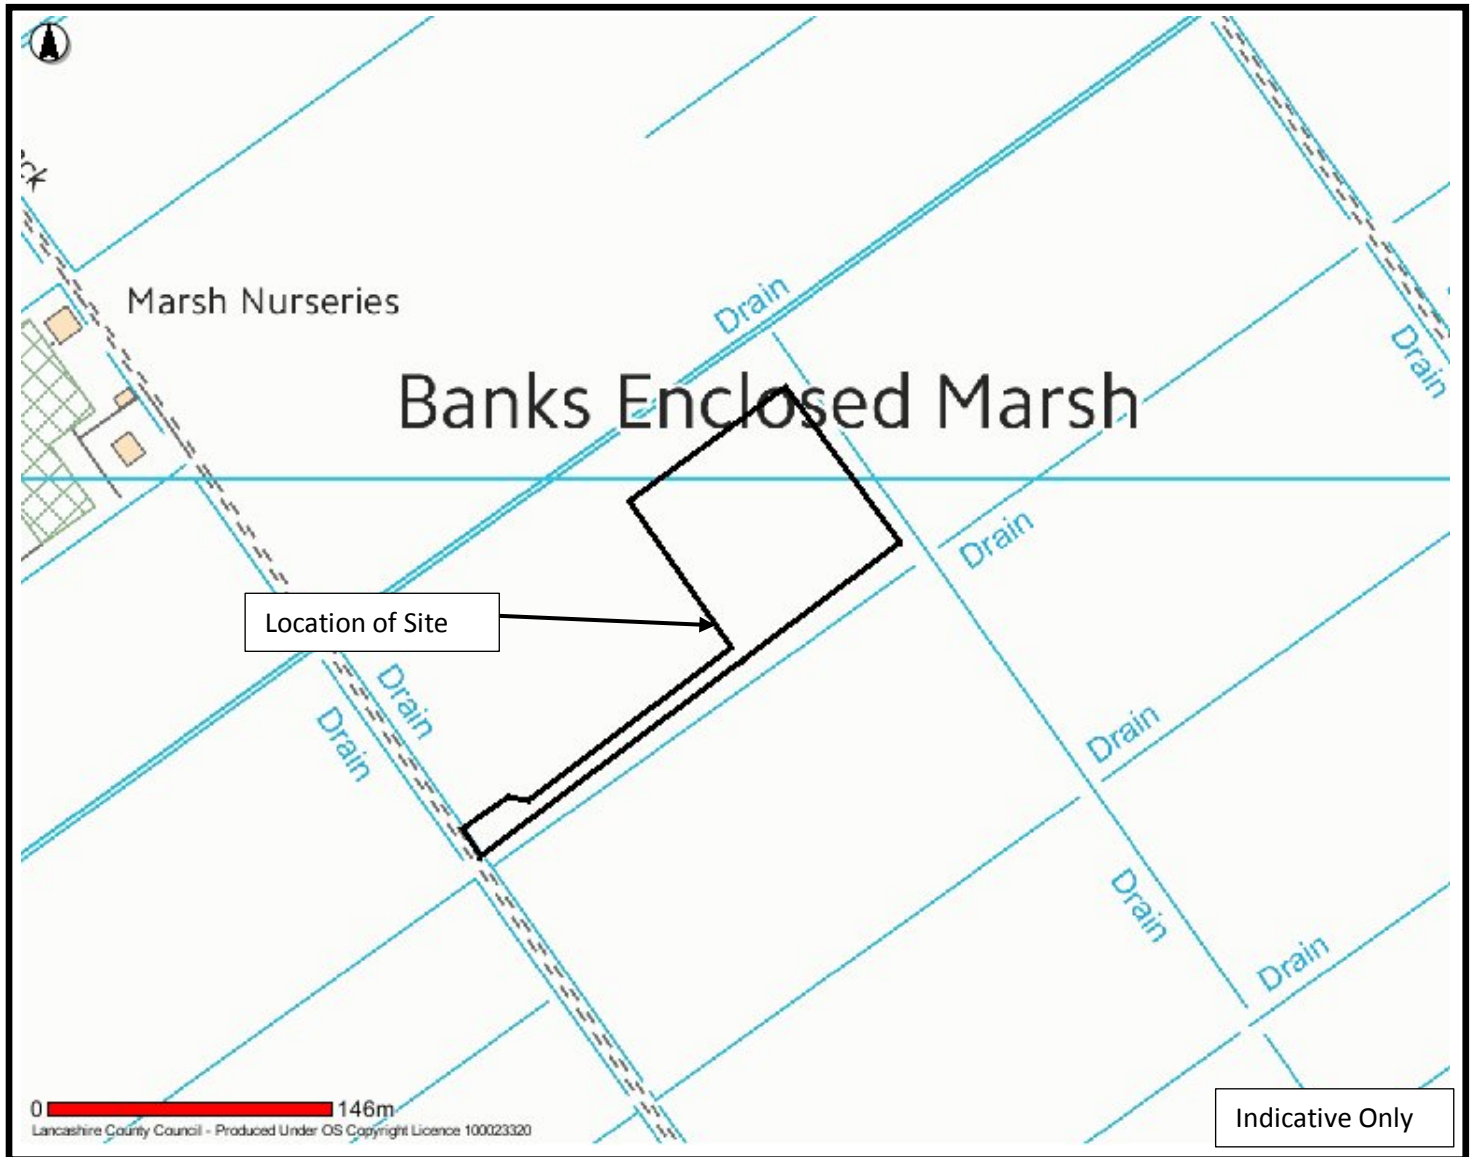 Marsh Nurseries
Drain
Banks Enclosed Marsh
Drain
Drain
Location of Site
Drain
Drain
Drain
Drain
Drain
0 146m
Lancashire County Council - Produced Under OS Copyright Licence 100023320
Indicative Only